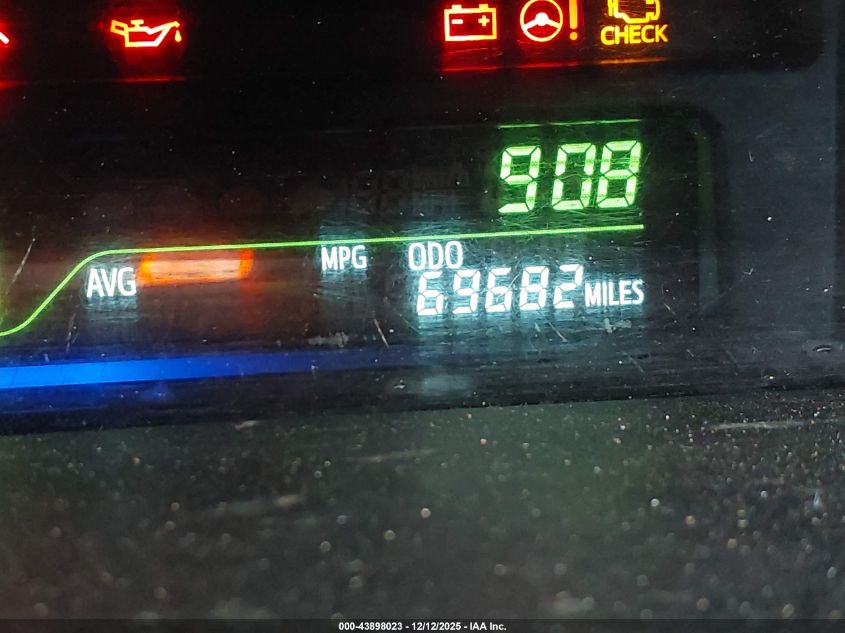 CHECK
908
AVG MPG ODO
69682 MILES
000-43898023 - 12/12/2025 - IAA Inc.